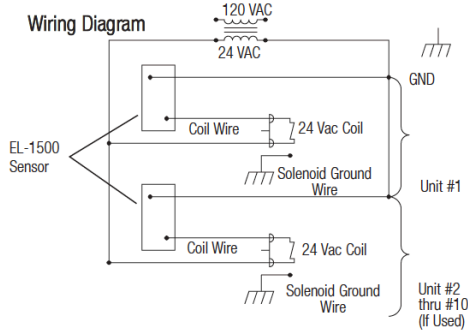 Wiring Diagram
120 VAC
24 VAC
GND
Coil Wire
24 Vac Coil
EL-1500
Sensor
Solenoid Ground
Wire
Unit #1
Coil Wire
24 Vac Coil
Solenoid Ground
Wire
Unit #2
thru #10
(If Used)